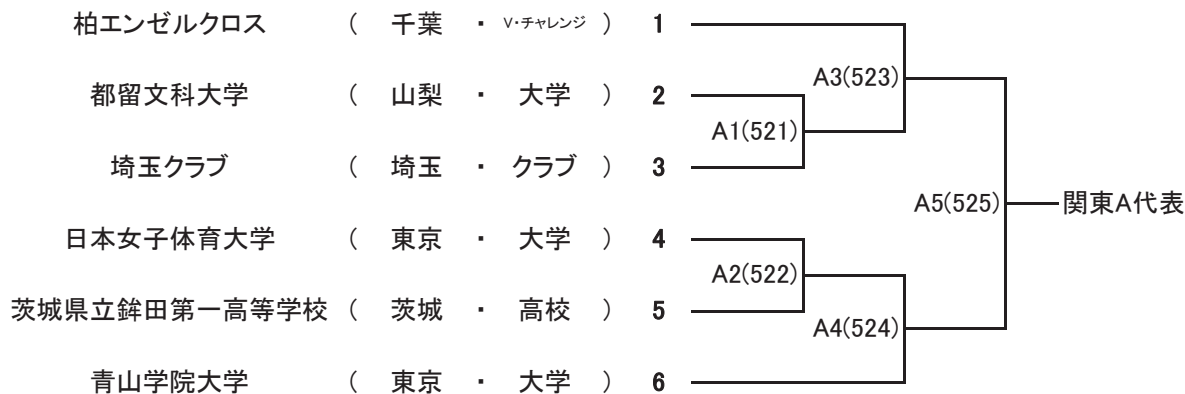 柏エンゼルクロス ( 千葉 ・ V・チャレンジ ) 1
A3(523)
都留文科大学 ( 山梨 ・ 大学 ) 2
A1(521)
埼玉クラブ ( 埼玉 ・ クラブ ) 3
A5(525) 関東A代表
日本女子体育大学 ( 東京 ・ 大学 ) 4
A2(522)
茨城県立鉾田第一高等学校 ( 茨城 ・ 高校 ) 5
A4(524)
青山学院大学 ( 東京 ・ 大学 ) 6